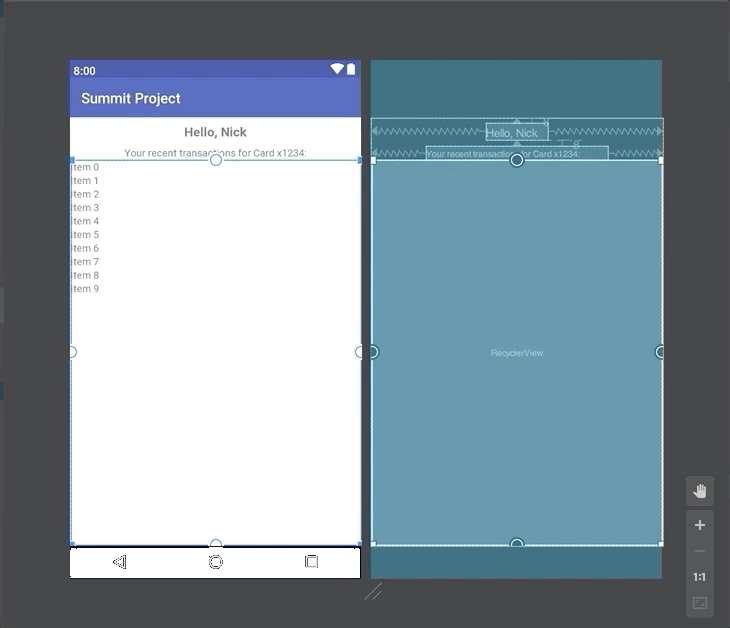 8:00
Summit Project
Hello, Nick
Your recent transactions for Card x1234:
Item 0
Item 1
Item 2
Item 3
Item 4
Item 5
Item 6
Item 7
Item 8
Item 9
8
Hello, Nick
8
Your recent transactions for Card x1234:
RecyclerView
1:1